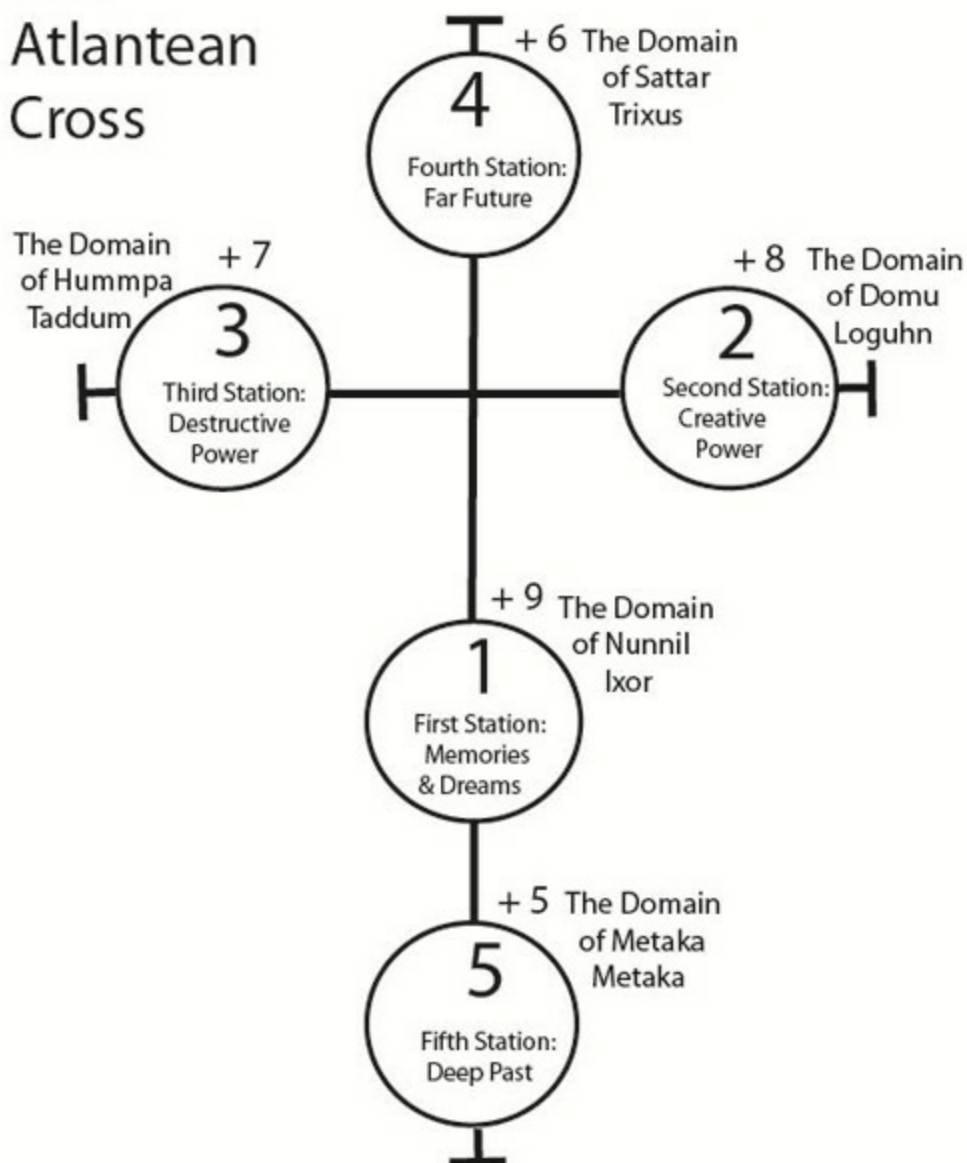 Atlantean
Cross
+ 6 The Domain
of Sattar
Trixus
4
Fourth Station:
Far Future
The Domain
of Hummpa
Taddum
+ 7
3
Third Station:
Destructive
Power
+ 8 The Domain
of Domu
Loguhn
2
Second Station:
Creative
Power
+ 9 The Domain
of Nunnil
Ixor
1
First Station:
Memories
& Dreams
+ 5 The Domain
of Metaka
Metaka
5
Fifth Station:
Deep Past